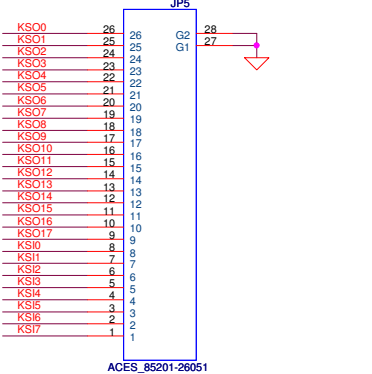 JP5
KSO0 26 26 G2 28
KSO1 25 25 G1 27
KSO2 24 24
KSO3 23 23
KSO4 22 22
KSO5 21 21
KSO6 20 20
KSO7 19 19
KSO8 18 18
KSO9 17 17
KSO10 16 16
KSO11 15 15
KSO12 14 14
KSO13 13 13
KSO14 12 12
KSO15 11 11
KSO16 10 10
KSO17 9 9
KSI0 8 8
KSI1 7 7
KSI2 6 6
KSI3 5 5
KSI4 4 4
KSI5 3 3
KSI6 2 2
KSI7 1 1
ACES_85201-26051